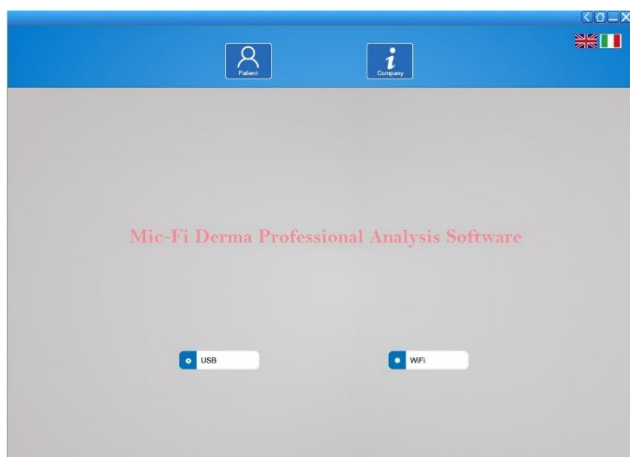 Patient
Company
Mic-Fi Derma Professional Analysis Software
USB
WiFi